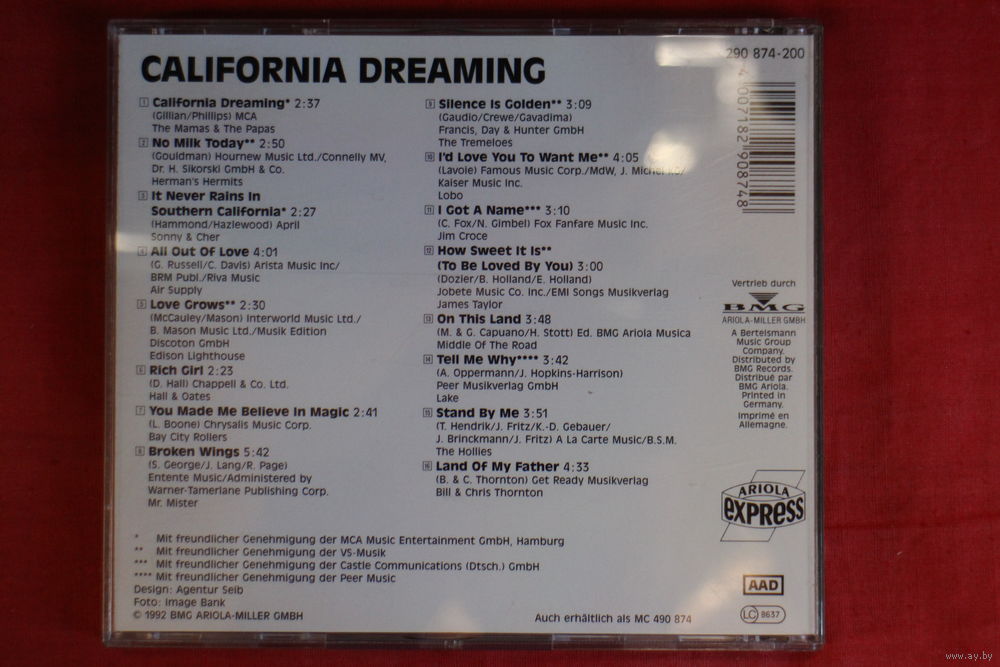 CALIFORNIA DREAMING
290 874-200
1 California Dreaming* 2:37
(Gillian/Phillips) MCA
The Mamas & The Papas
2 No Milk Today** 2:50
(Gouldman) Hournew Music Ltd./Connelly MV,
Dr. H. Sikorski GmbH & Co.
Herman's Hermits
3 It Never Rains In
Southern California* 2:27
(Hammond/Hazlewood) April
Sonny & Cher
4 All Out Of Love 4:01
(G. Russell/C. Davis) Arista Music Inc/
BRM Publ./Riva Music
Air Supply
5 Love Grows** 2:30
(McCauley/Mason) Interworld Music Ltd./
B. Mason Music Ltd./Musik Edition
Discoton GmbH
Edison Lighthouse
6 Rich Girl 2:23
(D. Hall) Chappell & Co. Ltd.
Hall & Oates
7 You Made Me Believe In Magic 2:41
(L. Boone) Chrysalis Music Corp.
Bay City Rollers
8 Broken Wings 5:42
(S. George/J. Lang/R. Page)
Entente Music/Administered by
Warner-Tamerlane Publishing Corp.
Mr. Mister
9 Silence Is Golden** 3:09
(Gaudio/Crewe/Gavadima)
Francis, Day & Hunter GmbH
The Tremeloes
10 I'd Love You To Want Me** 4:05
(Lavoie) Famous Music Corp./MdW, J. Michel
Kaiser Music Inc.
Lobo
11 I Got A Name*** 3:10
(C. Fox/N. Gimbel) Fox Fanfare Music Inc.
Jim Croce
12 How Sweet It Is**
(To Be Loved By You) 3:00
(Dozier/B. Holland/E. Holland)
Jobete Music Co. Inc./EMI Songs Musikverlag
James Taylor
13 On This Land 3:48
(M. & G. Capuano/H. Stott) Ed. BMG Ariola Musica
Middle Of The Road
14 Tell Me Why**** 3:42
(A. Oppermann/J. Hopkins-Harrison)
Peer Musikverlag GmbH
Lake
15 Stand By Me 3:51
(T. Hendrik/J. Fritz/K.-D. Gebauer/
J. Brinckmann/J. Fritz) A La Carte Music/B.S.M.
The Hollies
16 Land Of My Father 4:33
(B. & C. Thornton) Get Ready Musikverlag
Bill & Chris Thornton
4 007182 908748
Vertrieb durch
BMG
ARIOLA-MILLER GMBH
A Bertelsmann
Music Group
Company.
Distributed by
BMG Records.
Distribué par
BMG Ariola.
Printed in
Germany.
Imprimé en
Allemagne.
ARIOLA
EXPRESS
AAD
LC 8637
* Mit freundlicher Genehmigung der MCA Music Entertainment GmbH, Hamburg
** Mit freundlicher Genehmigung der VS-Musik
*** Mit freundlicher Genehmigung der Castle Communications (Dtsch.) GmbH
**** Mit freundlicher Genehmigung der Peer Music
Design: Agentur Seib
Foto: Image Bank
© 1992 BMG ARIOLA-MILLER GMBH
Auch erhältlich als MC 490 874
www.ay.by